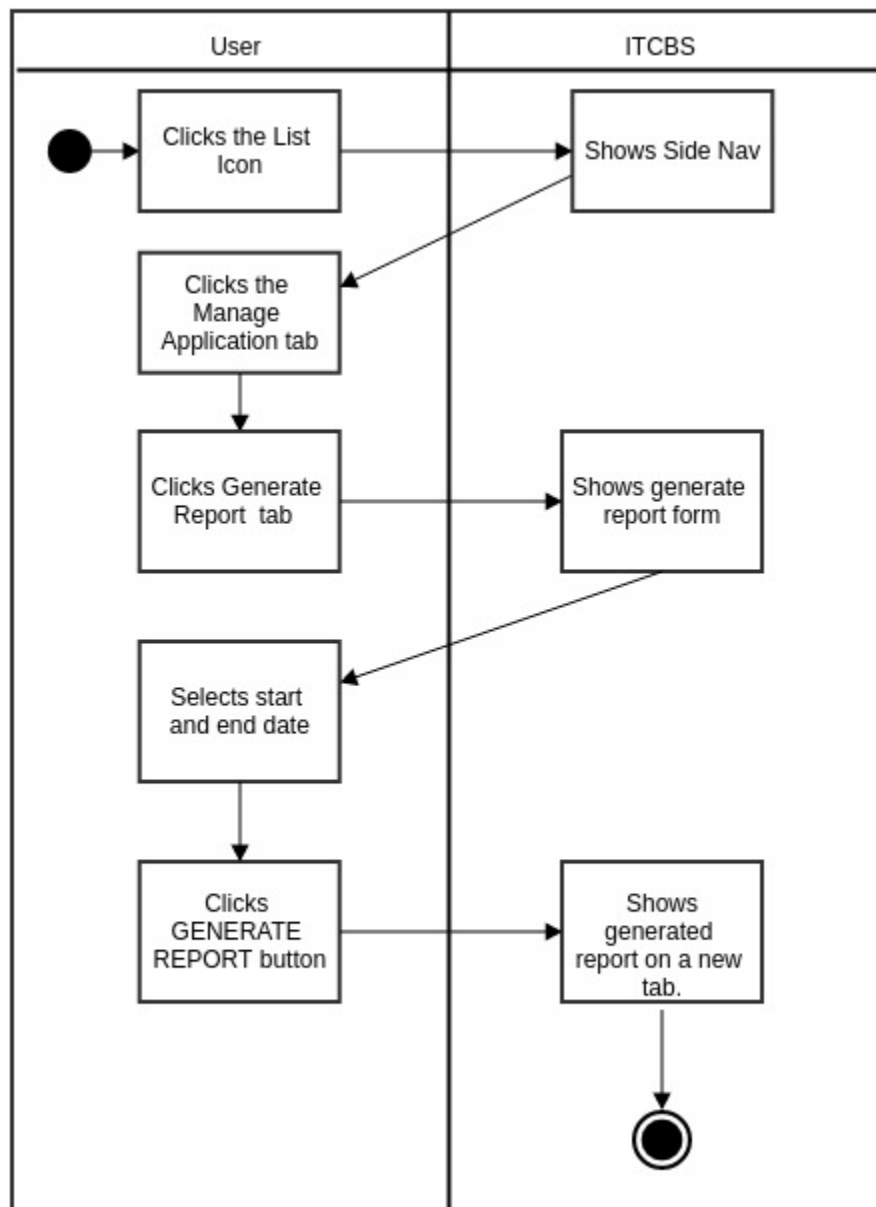 User
ITCBS
Clicks the List
Icon
Shows Side Nav
Clicks the
Manage
Application tab
Clicks Generate
Report  tab
Shows generate
report form
Selects start
and end date
Clicks
GENERATE
REPORT button
Shows
generated
report on a new
tab.